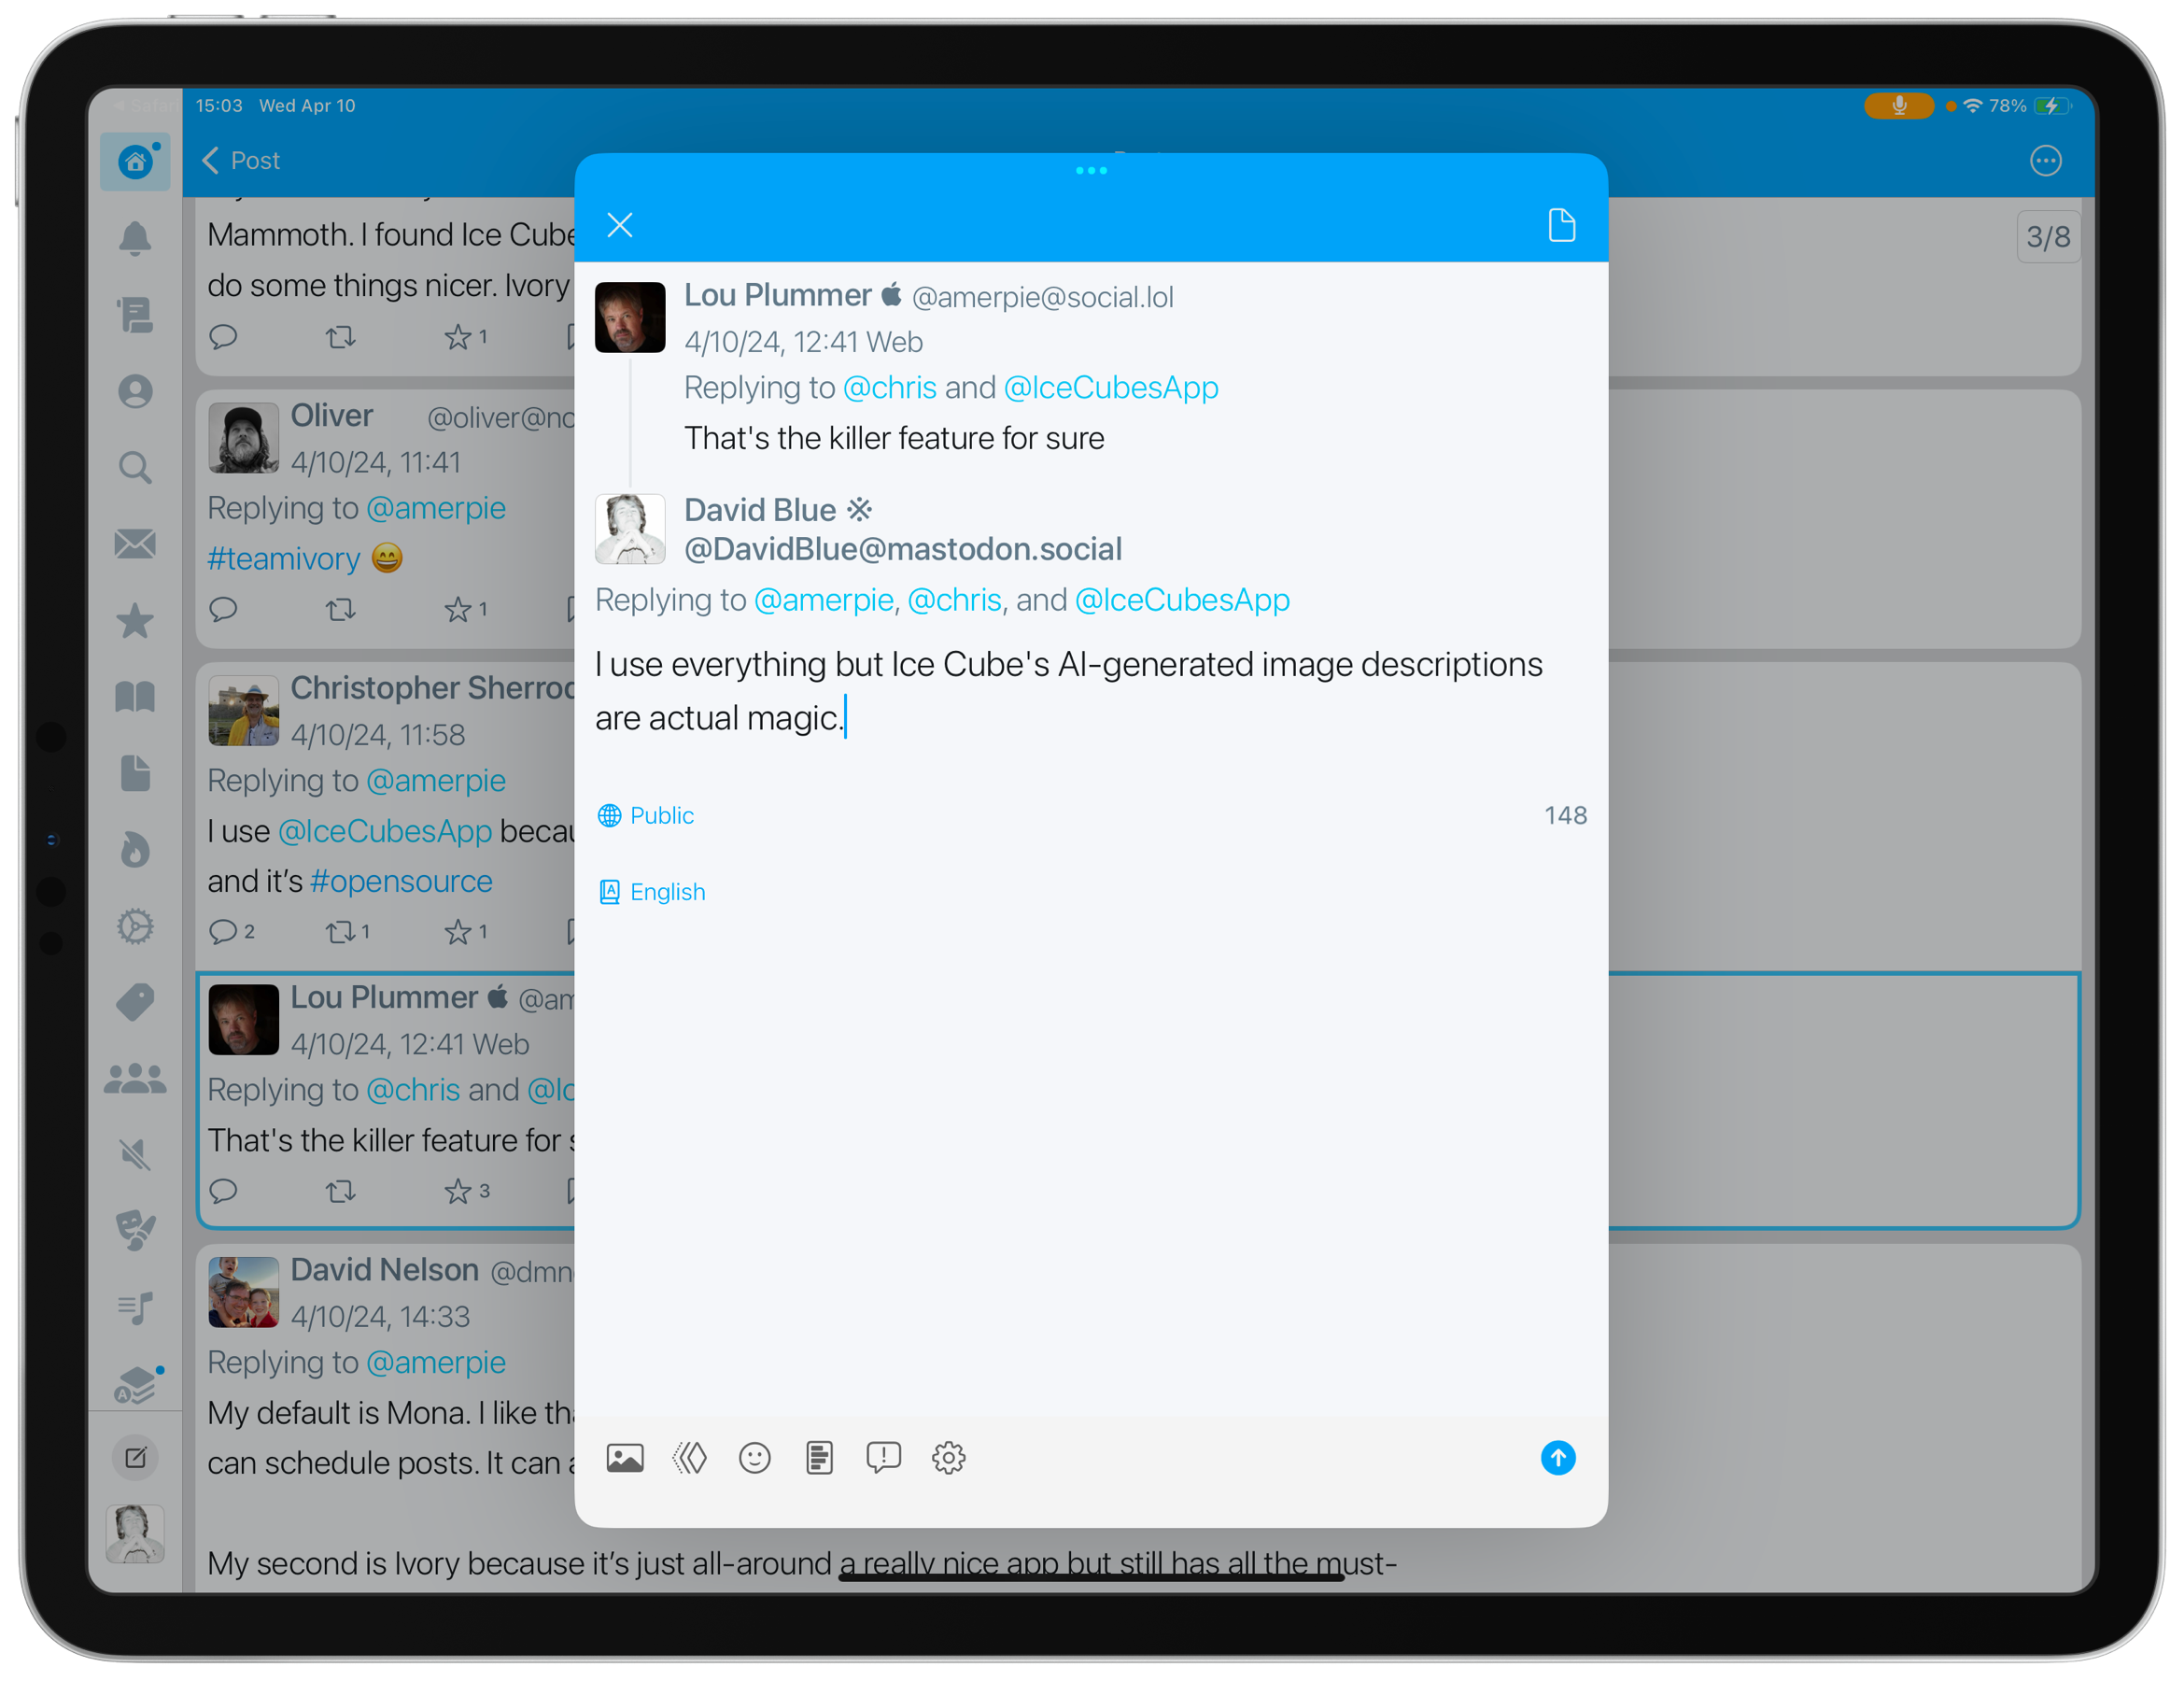 Safari
15:03 Wed Apr 10
78%
Post
Mammoth. I found Ice Cube
do some things nicer. Ivory
1
3/8
Oliver @oliver@no
4/10/24, 11:41
Replying to @amerpie
#teamivory 😄
1
Christopher Sherrod
4/10/24, 11:58
Replying to @amerpie
I use @IceCubesApp becau
and it’s #opensource
2 1 1
Lou Plummer  @am
4/10/24, 12:41 Web
Replying to @chris and @Ic
That's the killer feature for s
3
David Nelson @dmn
4/10/24, 14:33
Replying to @amerpie
My default is Mona. I like tha
can schedule posts. It can a
My second is Ivory because it’s just all-around a really nice app but still has all the must-
Lou Plummer  @amerpie@social.lol
4/10/24, 12:41 Web
Replying to @chris and @IceCubesApp
That's the killer feature for sure
David Blue ※
@DavidBlue@mastodon.social
Replying to @amerpie, @chris, and @IceCubesApp
I use everything but Ice Cube's AI-generated image descriptions
are actual magic.
Public 148
English